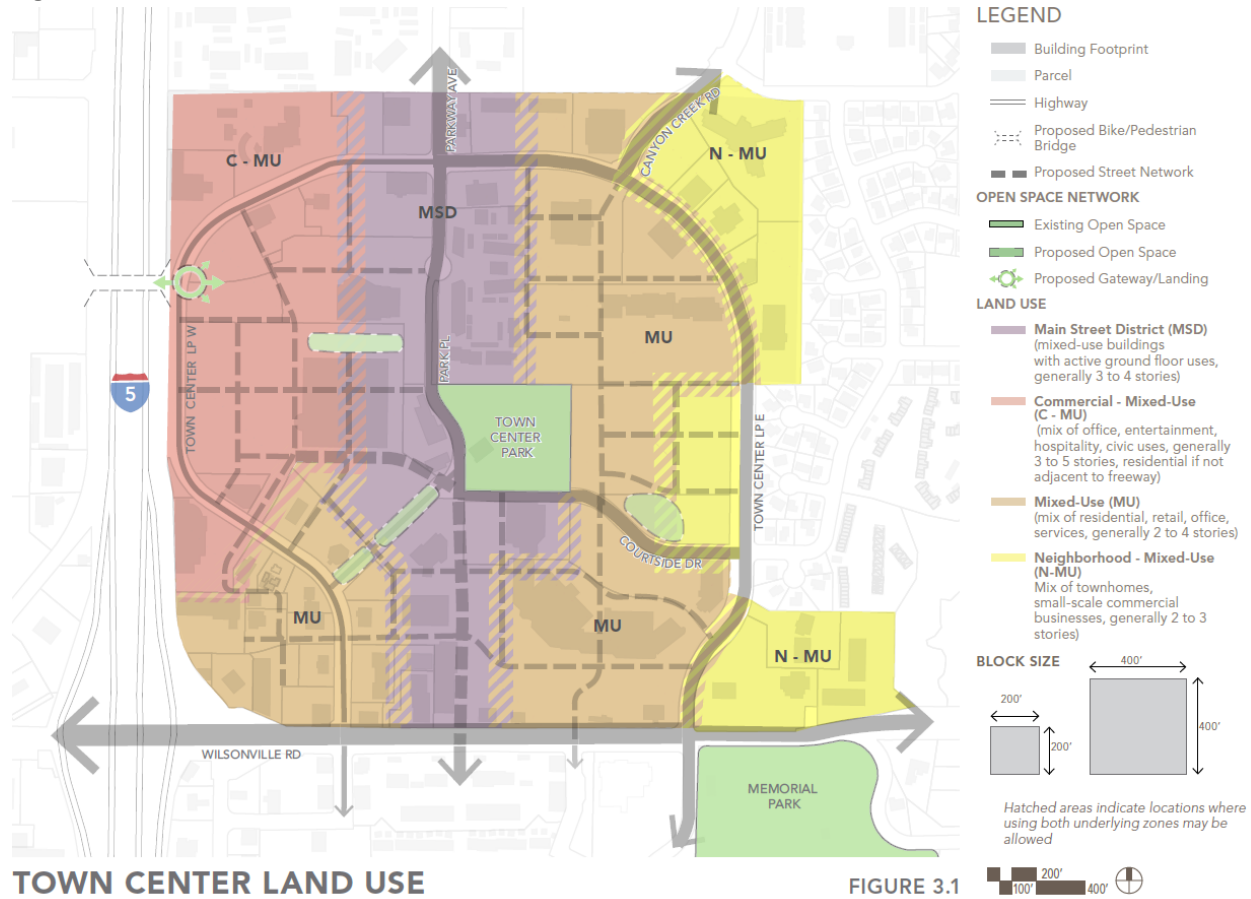 LEGEND
Building Footprint
Parcel
Highway
Proposed Bike/Pedestrian
Bridge
Proposed Street Network
OPEN SPACE NETWORK
Existing Open Space
Proposed Open Space
Proposed Gateway/Landing
LAND USE
Main Street District (MSD)
(mixed-use buildings
with active ground floor uses,
generally 3 to 4 stories)
Commercial - Mixed-Use
(C - MU)
(mix of office, entertainment,
hospitality, civic uses, generally
3 to 5 stories, residential if not
adjacent to freeway)
Mixed-Use (MU)
(mix of residential, retail, office,
services, generally 2 to 4 stories)
Neighborhood - Mixed-Use
(N-MU)
Mix of townhomes,
small-scale commercial
businesses, generally 2 to 3
stories)
BLOCK SIZE
400'
200'
200'
400'
Hatched areas indicate locations where
using both underlying zones may be
allowed
200'
100'
400'
PARKWAY AVE
CANYON CREEK RD
C - MU
N - MU
MSD
5
TOWN CENTER LP W
PARK PL
MU
TOWN
CENTER
PARK
TOWN CENTER LP E
COURTSIDE DR
MU
MU
N - MU
WILSONVILLE RD
MEMORIAL
PARK
TOWN CENTER LAND USE
FIGURE 3.1